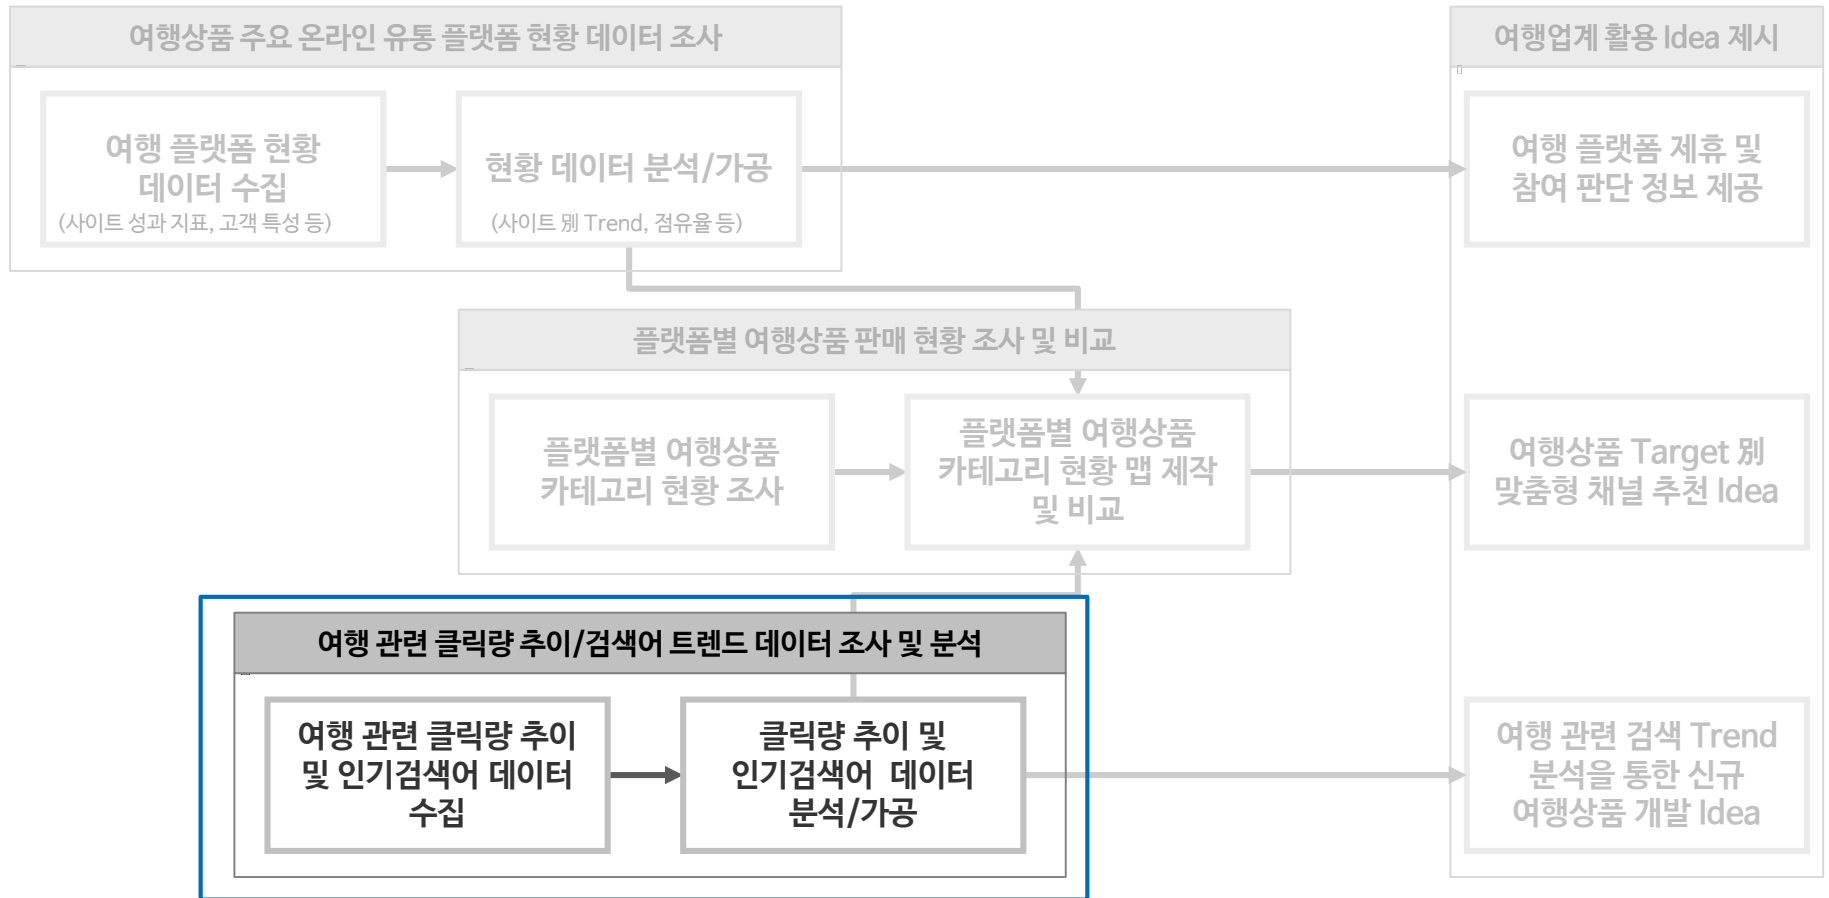 여행상품 주요 온라인 유통 플랫폼 현황 데이터 조사
여행 플랫폼 현황
데이터 수집
(사이트 성과 지표, 고객 특성 등)
현황 데이터 분석/가공
(사이트 別 Trend, 점유율 등)
플랫폼별 여행상품 판매 현황 조사 및 비교
플랫폼별 여행상품
카테고리 현황 조사
플랫폼별 여행상품
카테고리 현황 맵 제작
및 비교
여행 관련 클릭량 추이/검색어 트렌드 데이터 조사 및 분석
여행 관련 클릭량 추이
및 인기검색어 데이터
수집
클릭량 추이 및
인기검색어 데이터
분석/가공
여행업계 활용 Idea 제시
여행 플랫폼 제휴 및
참여 판단 정보 제공
여행상품 Target 別
맞춤형 채널 추천 Idea
여행 관련 검색 Trend
분석을 통한 신규
여행상품 개발 Idea